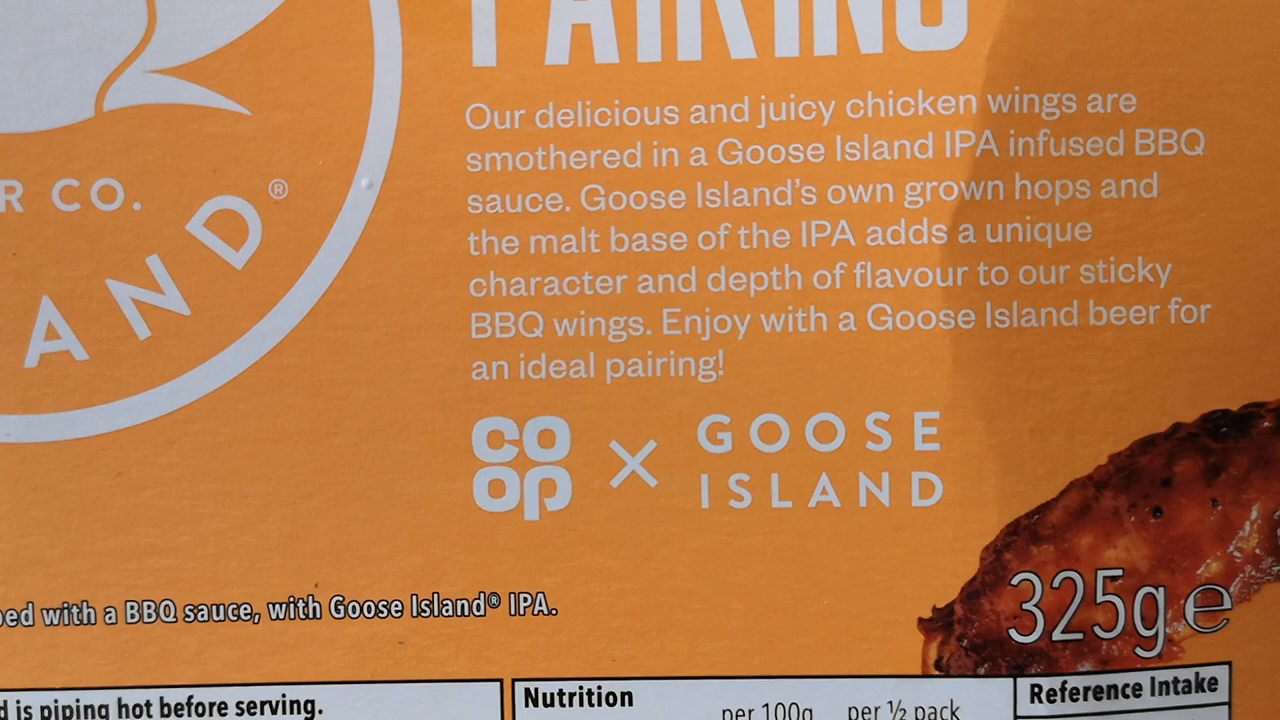 PAIRING
Our delicious and juicy chicken wings are
smothered in a Goose Island IPA infused BBQ
sauce. Goose Island's own grown hops and
the malt base of the IPA adds a unique
character and depth of flavour to our sticky
BBQ wings. Enjoy with a Goose Island beer for
an ideal pairing!
R CO.
AND®
CO
OP × GOOSE
ISLAND
ed with a BBQ sauce, with Goose Island® IPA.
325g e
d is piping hot before serving.
Nutrition
per 100g per ½ pack
Reference Intake